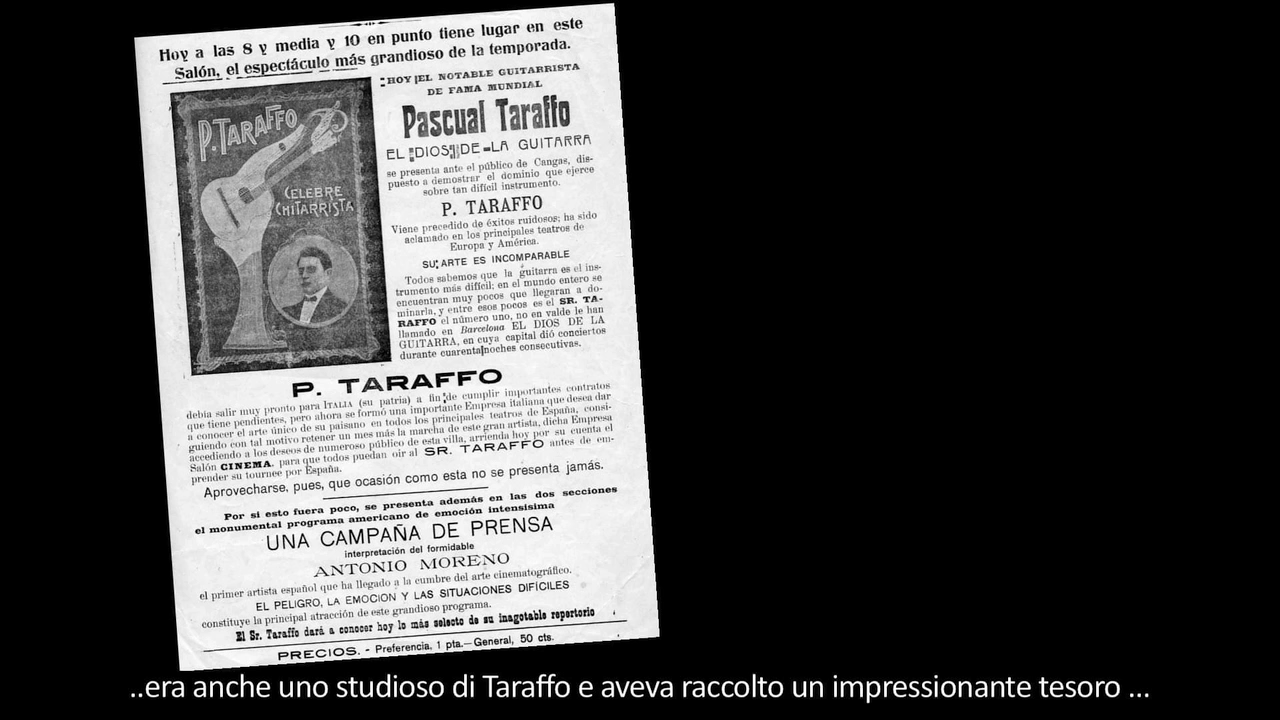 Hoy a las 8 y media y 10 en punto tiene lugar en este
Salón, el espectáculo más grandioso de la temporada.
P. TARAFFO
CELEBRE
CHITARRISTA
HOY EL NOTABLE GUITARRISTA
DE FAMA MUNDIAL
Pascual Taraffo
EL DIOS DE LA GUITARRA
se presenta ante el público de Cangas, dis-
puesto a demostrar el dominio que ejerce
sobre tan difícil instrumento.
P. TARAFFO
Viene precedido de éxitos ruidosos; ha sido
aclamado en los principales teatros de
Europa y América.
SU ARTE ES INCOMPARABLE
Todos sabemos que la guitarra es el ins-
trumento más difícil; en el mundo entero se
encuentran muy pocos que llegaran a do-
minarla, y entre esos pocos es el SR. TA-
RAFFO el número uno, no en valde le han
llamado en Barcelona EL DIOS DE LA
GUITARRA, en cuya capital dió conciertos
durante cuarenta noches consecutivas.
P. TARAFFO
debía salir muy pronto para ITALIA (su patria) a fin de cumplir importantes contratos
que tiene pendientes, pero ahora se formó una importante Empresa italiana que desea dar
a conocer el arte único de su paisano en todos los principales teatros de España, consi-
guiendo con tal motivo retener un mes más la marcha de este gran artista, dicha Empresa
accediendo a los deseos de numeroso público de esta villa, arrienda hoy por su cuenta el
Salón CINEMA, para que todos puedan oir al SR. TARAFFO antes de em-
prender su tournee por España.
Aprovecharse, pues, que ocasión como esta no se presenta jamás.
Por si esto fuera poco, se presenta además en las dos secciones
el monumental programa americano de emoción intensísima
UNA CAMPAÑA DE PRENSA
interpretación del formidable
ANTONIO MORENO
el primer artista español que ha llegado a la cumbre del arte cinematográfico.
EL PELIGRO, LA EMOCION Y LAS SITUACIONES DIFÍCILES
constituye la principal atracción de este grandioso programa.
El Sr. Taraffo dará a conocer hoy lo más selecto de su inagotable repertorio
PRECIOS. - Preferencia, 1 pta.—General, 50 cts.
..era anche uno studioso di Taraffo e aveva raccolto un impressionante tesoro ...